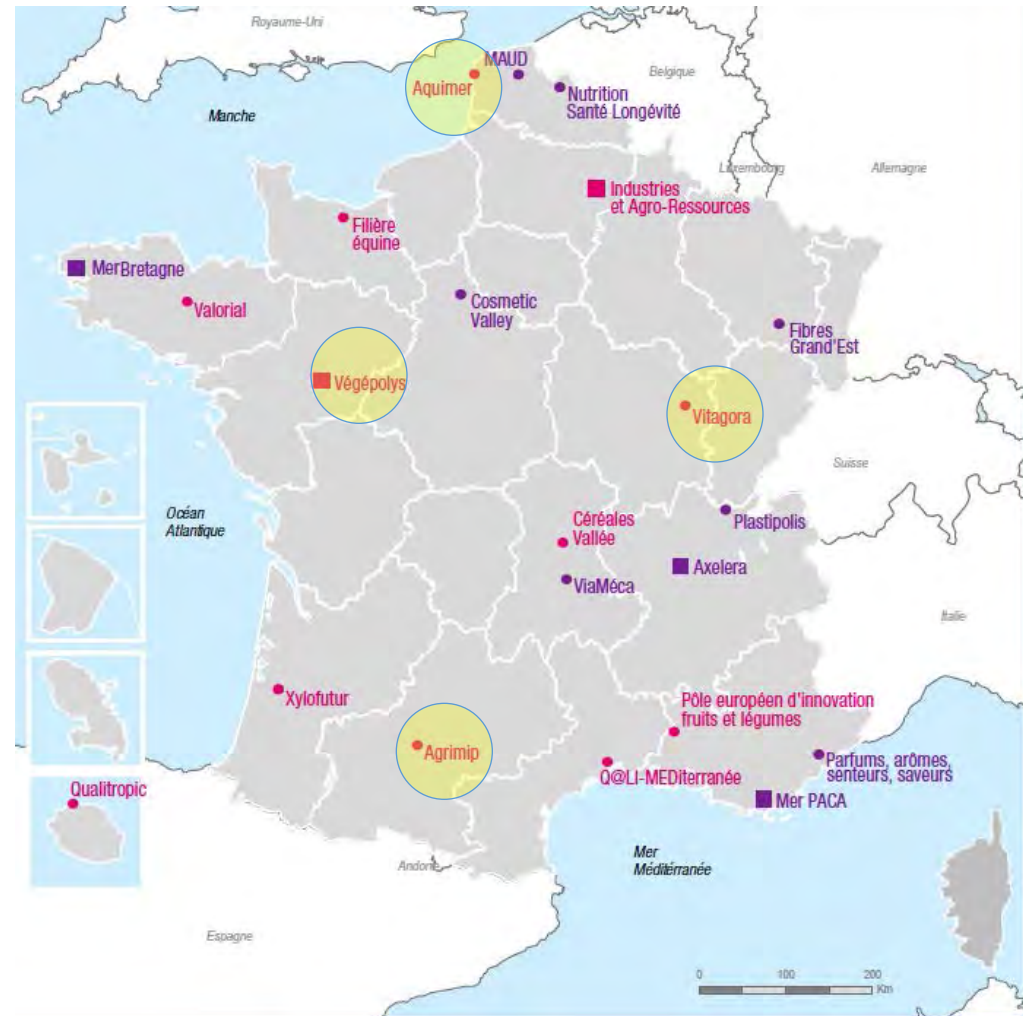 Royaume-Uni
MAUD
Aquimer
Belgique
Nutrition
Santé Longévité
Manche
Luxembourg
Allemagne
Industries
et Agro-Ressources
Filière
équine
MerBretagne
Valorial
Cosmetic
Valley
Fibres
Grand'Est
Végépolys
Vitagora
Suisse
Océan
Atlantique
Céréales
Vallée
Plastipolis
Axelera
ViaMéca
Italie
Xylofutur
Pôle européen d'innovation
fruits et légumes
Agrimip
Q@LI-MEDiterranée
Parfums, arômes,
senteurs, saveurs
Qualitropic
Mer PACA
Mer
Méditérranée
Andorre
Espagne
0 100 200
Km